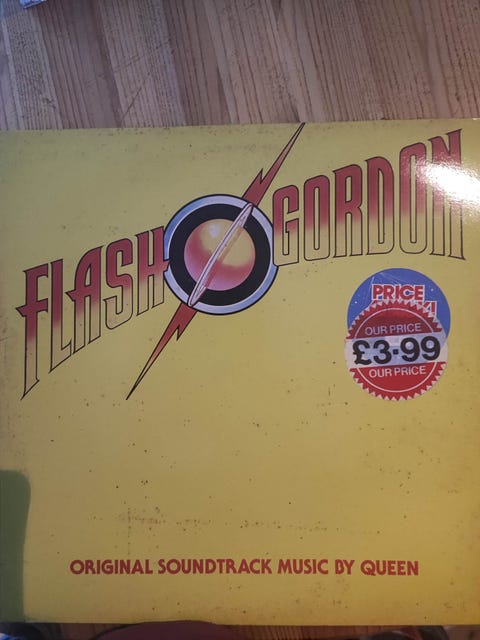 FLASH GORDON
PRICE
OUR PRICE
£3·99
OUR PRICE
ORIGINAL SOUNDTRACK MUSIC BY QUEEN